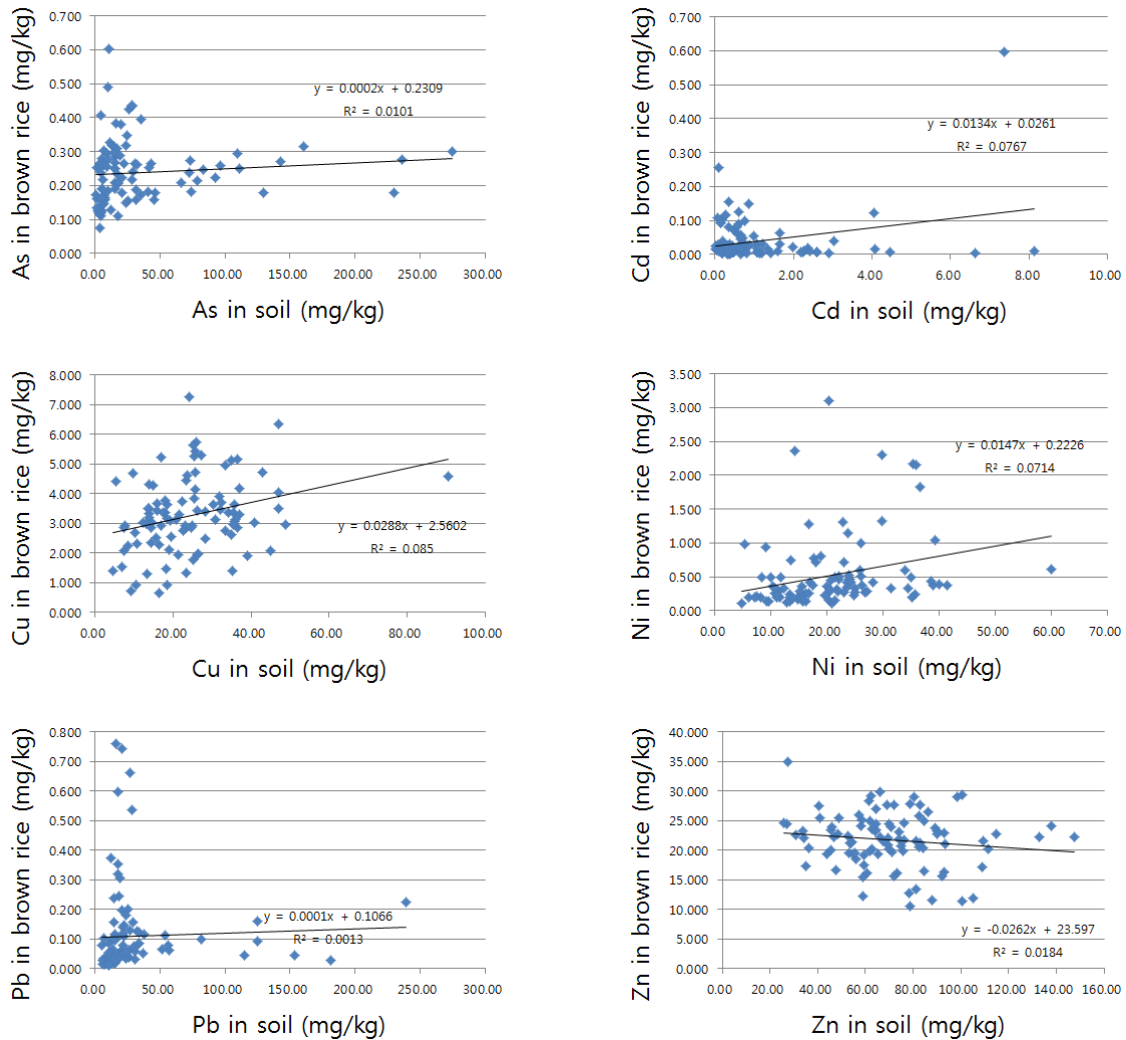 As in brown rice (mg/kg)
0.700
0.600
0.500
0.400
0.300
0.200
0.100
0.000
y = 0.0002x + 0.2309
R² = 0.0101
0.00 50.00 100.00 150.00 200.00 250.00 300.00
As in soil (mg/kg)
Cd in brown rice (mg/kg)
0.700
0.600
0.500
0.400
0.300
0.200
0.100
0.000
y = 0.0134x + 0.0261
R² = 0.0767
0.00 2.00 4.00 6.00 8.00 10.00
Cd in soil (mg/kg)
Cu in brown rice (mg/kg)
8.000
7.000
6.000
5.000
4.000
3.000
2.000
1.000
0.000
y = 0.0288x + 2.5602
R² = 0.085
0.00 20.00 40.00 60.00 80.00 100.00
Cu in soil (mg/kg)
Ni in brown rice (mg/kg)
3.500
3.000
2.500
2.000
1.500
1.000
0.500
0.000
y = 0.0147x + 0.2226
R² = 0.0714
0.00 10.00 20.00 30.00 40.00 50.00 60.00 70.00
Ni in soil (mg/kg)
Pb in brown rice (mg/kg)
0.800
0.700
0.600
0.500
0.400
0.300
0.200
0.100
0.000
y = 0.0001x + 0.1066
R² = 0.0013
0.00 50.00 100.00 150.00 200.00 250.00 300.00
Pb in soil (mg/kg)
Zn in brown rice (mg/kg)
40.000
35.000
30.000
25.000
20.000
15.000
10.000
5.000
0.000
y = -0.0262x + 23.597
R² = 0.0184
0.00 20.00 40.00 60.00 80.00 100.00 120.00 140.00 160.00
Zn in soil (mg/kg)